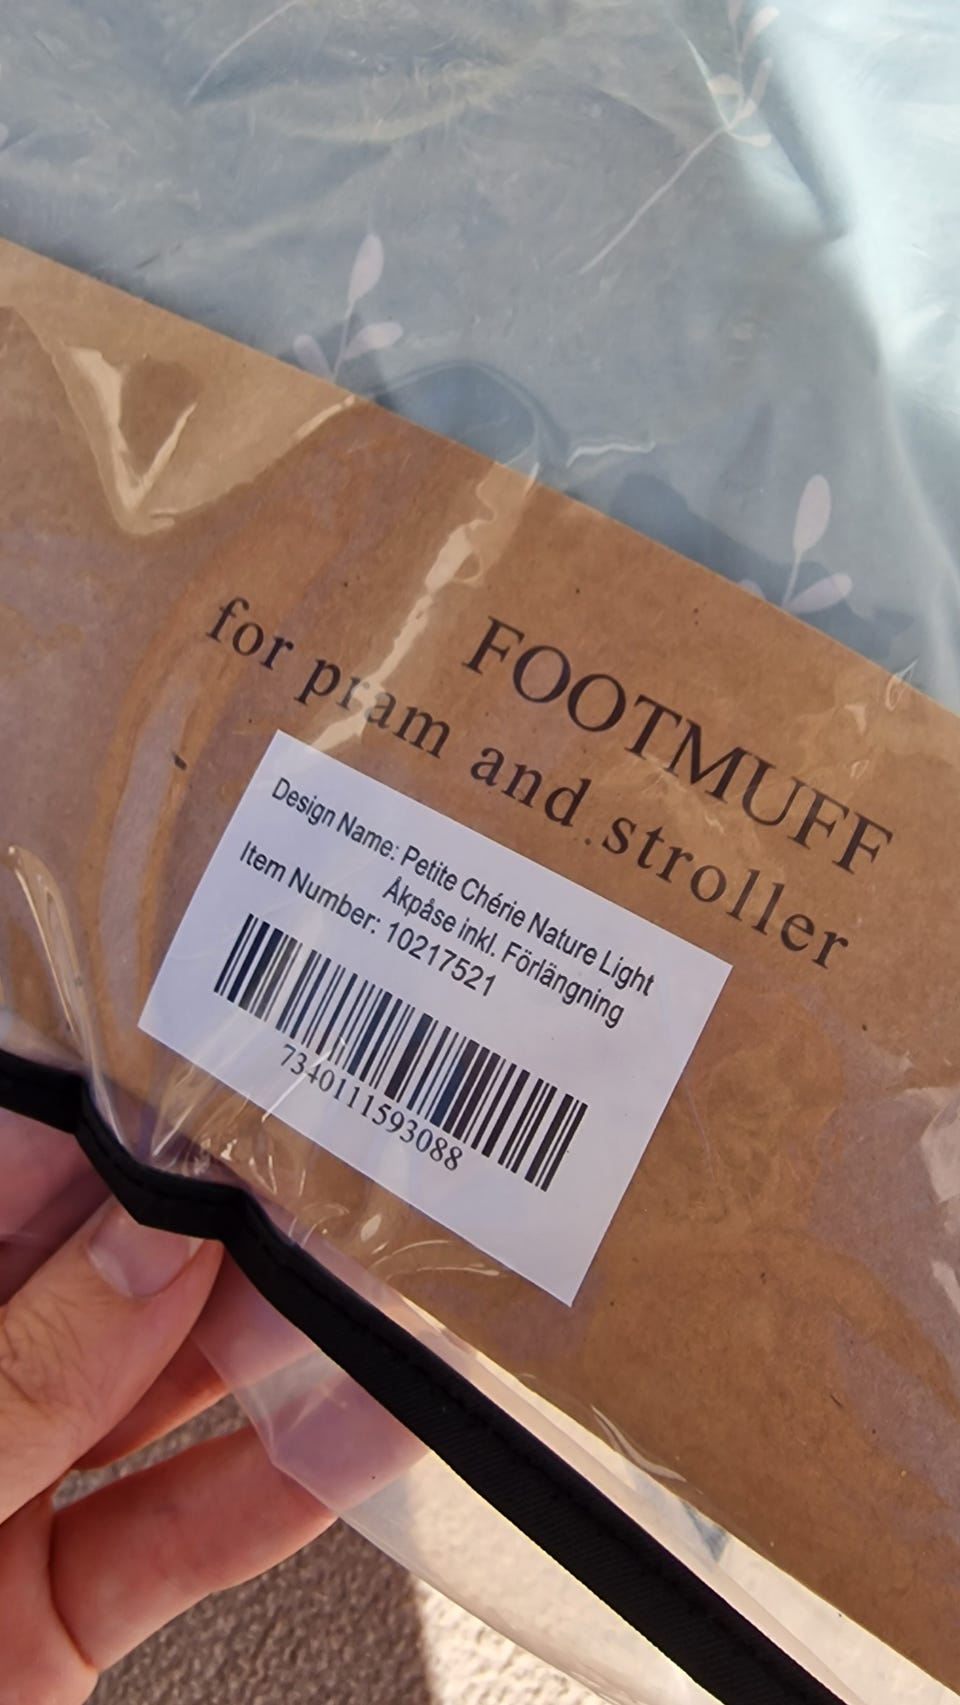 FOOTMUFF
for pram and stroller
Design Name: Petite Chérie Nature Light
Åkpåse inkl. Förlängning
Item Number: 10217521
7340111593088